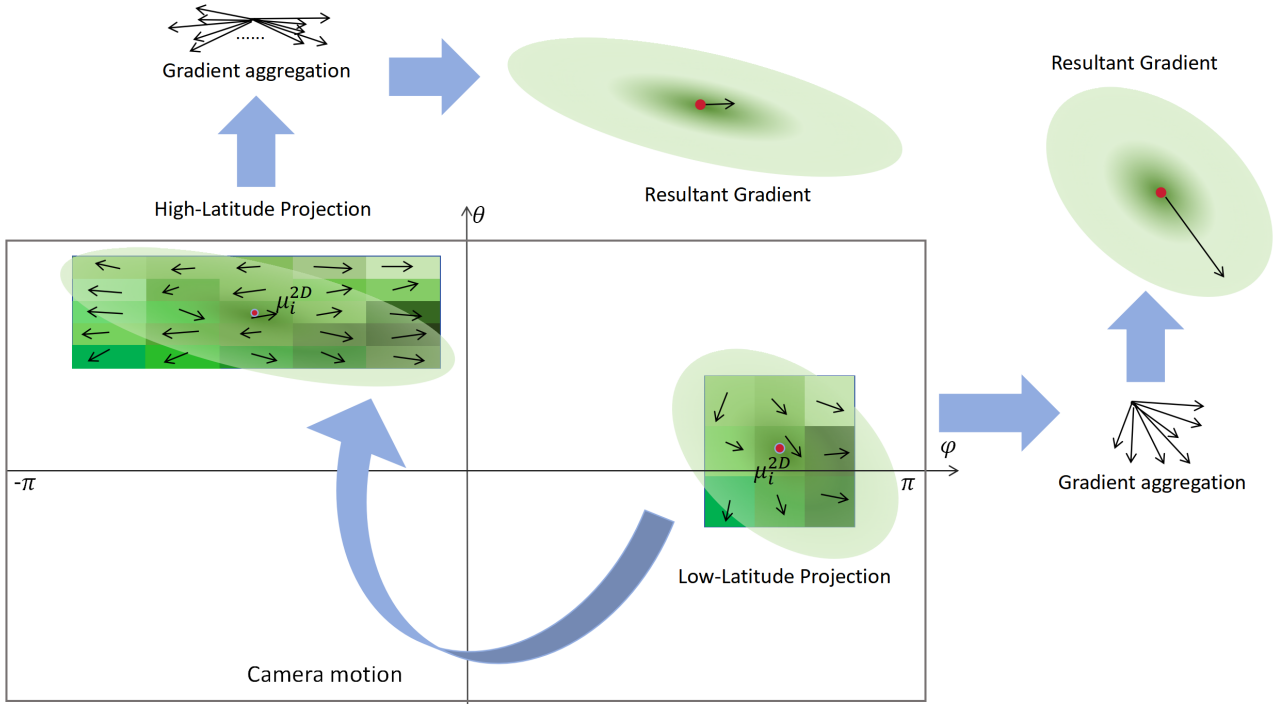 ......
Gradient aggregation
Resultant Gradient
Resultant Gradient
High-Latitude Projection
θ
μ_i^{2D}
μ_i^{2D}
φ
-π
π
Gradient aggregation
Low-Latitude Projection
Camera motion